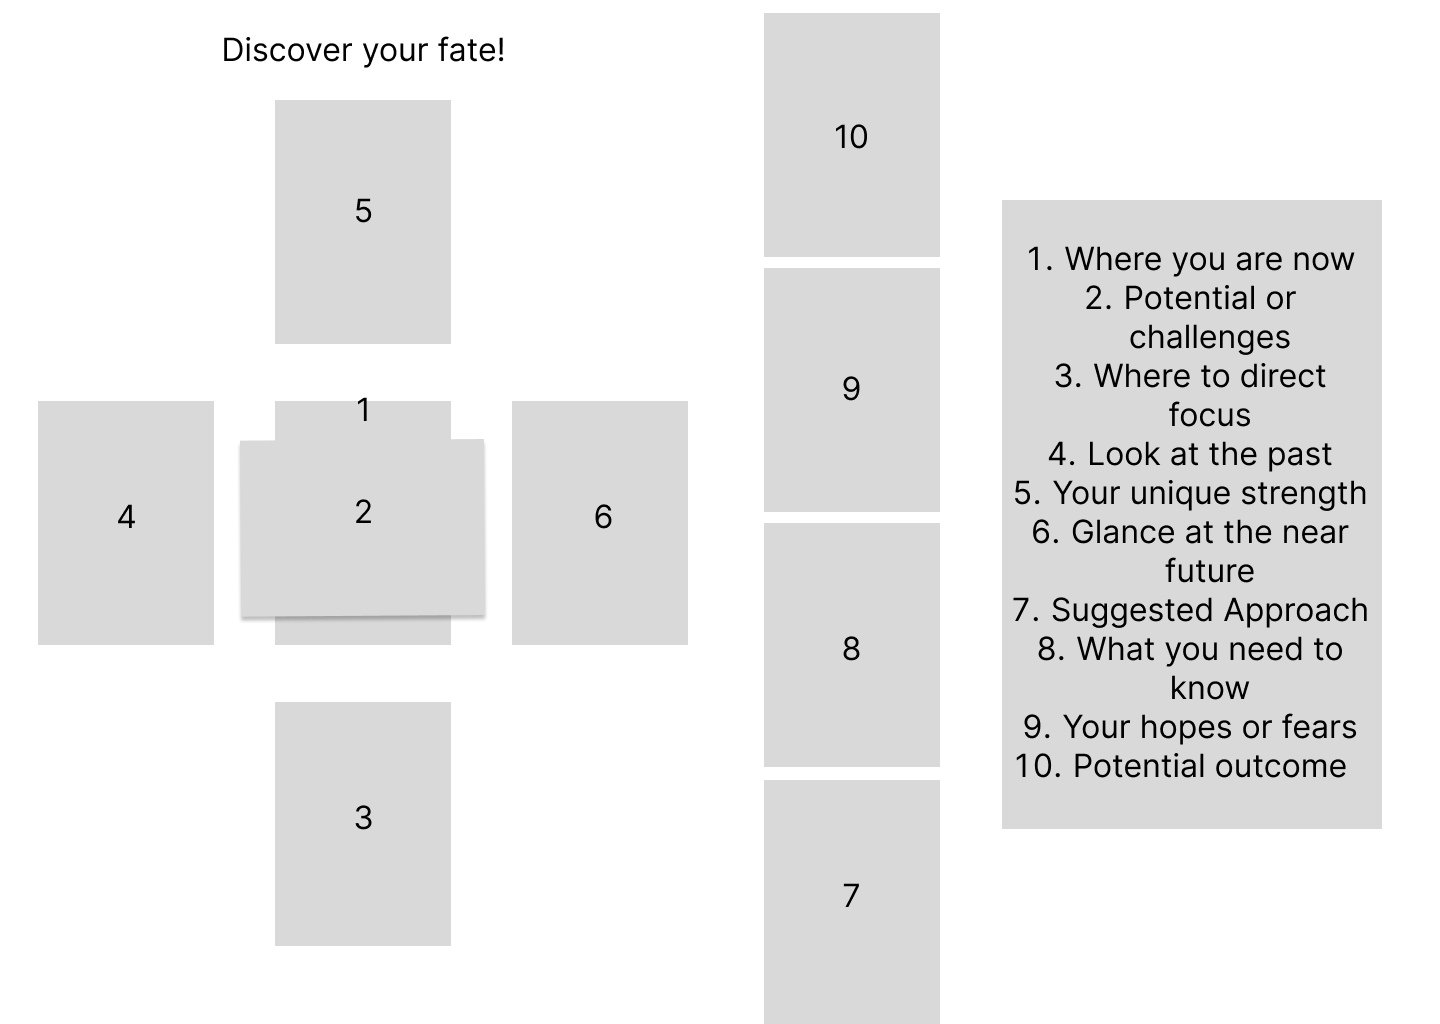 Discover your fate!
5
1
4
2
6
3
10
9
8
7
1. Where you are now
2. Potential or
challenges
3. Where to direct
focus
4. Look at the past
5. Your unique strength
6. Glance at the near
future
7. Suggested Approach
8. What you need to
know
9. Your hopes or fears
10. Potential outcome